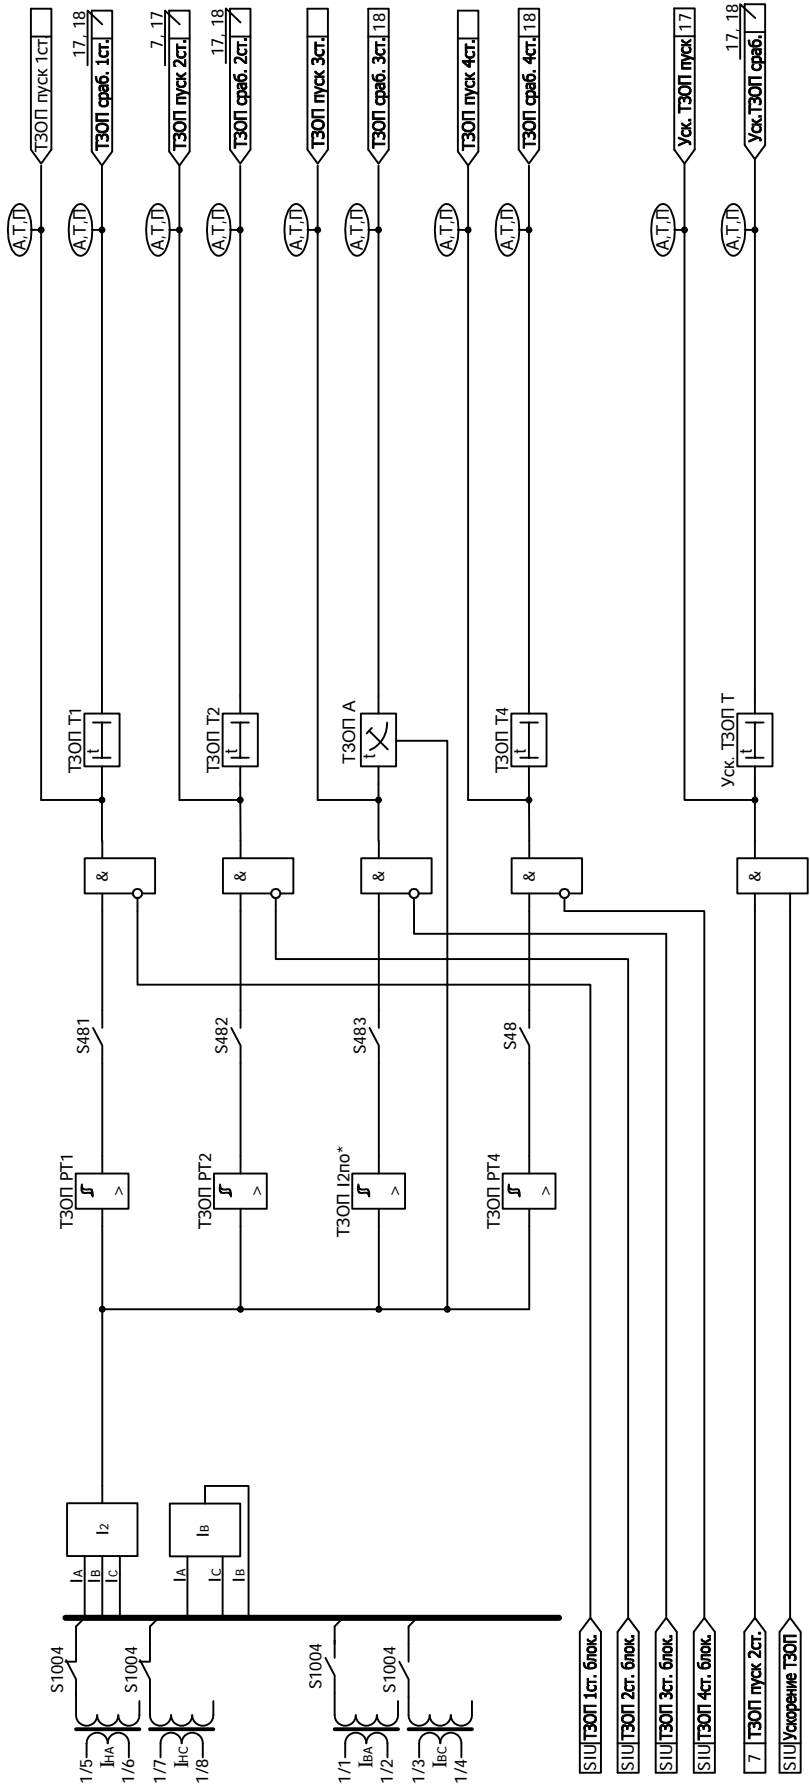 ТЗОП пуск 1ст.
17, 18
ТЗОП сраб. 1ст.
7, 17
ТЗОП пуск 2ст.
17, 18
ТЗОП сраб. 2ст.
ТЗОП пуск 3ст.
ТЗОП сраб. 3ст. 18
ТЗОП пуск 4ст.
ТЗОП сраб. 4ст. 18
Уск. ТЗОП пуск 17
17, 18
Уск.ТЗОП сраб.
А,Т,П
А,Т,П
А,Т,П
А,Т,П
А,Т,П
А,Т,П
А,Т,П
А,Т,П
А,Т,П
А,Т,П
ТЗОП Т1
t
ТЗОП Т2
t
ТЗОП А
t
ТЗОП Т4
t
Уск. ТЗОП Т
t
&
&
&
&
&
S481
S482
S483
S48
ТЗОП РТ1
>
ТЗОП РТ2
>
ТЗОП I2по*
>
ТЗОП РТ4
>
I2
IA
IB
IC
IB
IA
IC
IB
S1004
S1004
S1004
S1004
1/5
IНА
1/6
1/7
IНС
1/8
1/1
IВА
1/2
1/3
IВС
1/4
SIU ТЗОП 1ст. блок.
SIU ТЗОП 2ст. блок.
SIU ТЗОП 3ст. блок.
SIU ТЗОП 4ст. блок.
7 ТЗОП пуск 2ст.
SIU Ускорение ТЗОП